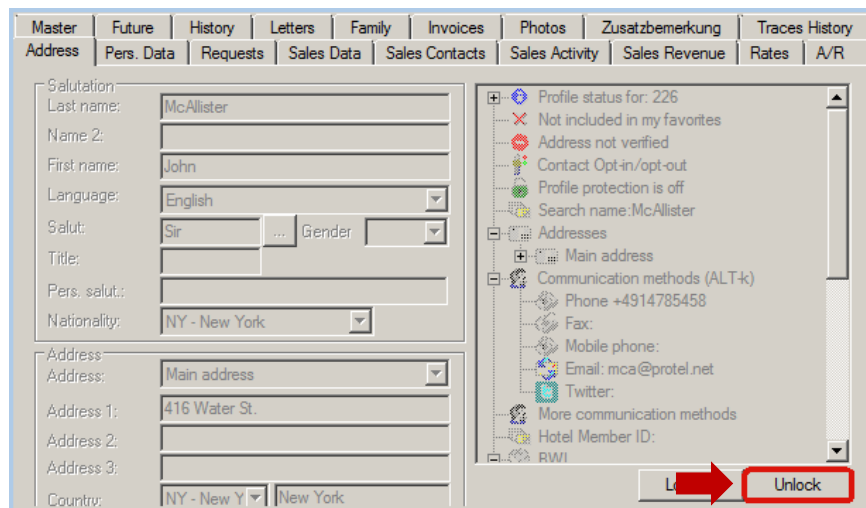 Master Future History Letters Family Invoices Photos Zusatzbemerkung Traces History
Address Pers. Data Requests Sales Data Sales Contacts Sales Activity Sales Revenue Rates A/R
Salutation
Last name: McAllister
Name 2:
First name: John
Language: English
Salut: Sir ... Gender
Title:
Pers. salut.:
Nationality: NY - New York
Address
Address: Main address
Address 1: 416 Water St.
Address 2:
Address 3:
Country: NY - New Y New York
Profile status for: 226
Not included in my favorites
Address not verified
Contact Opt-in/opt-out
Profile protection is off
Search name:McAllister
Addresses
Main address
Communication methods (ALT-k)
Phone +4914785458
Fax:
Mobile phone:
Email: mca@protel.net
Twitter:
More communication methods
Hotel Member ID:
BWI
Unlock